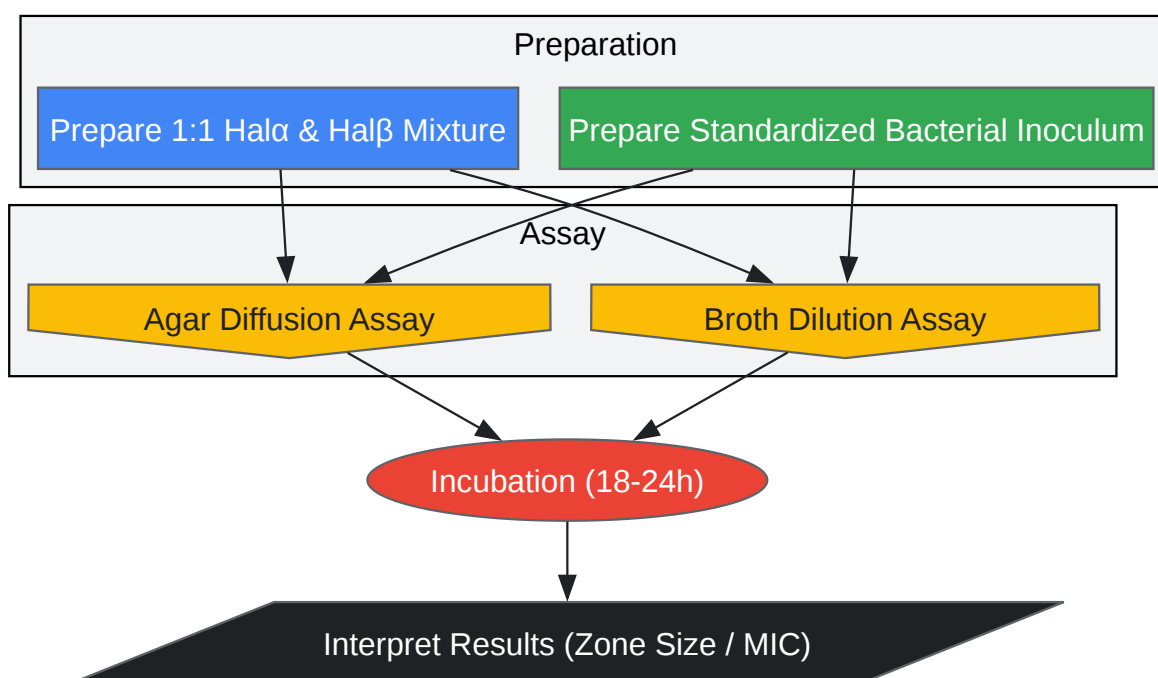 Preparation
Prepare 1:1 Halα & Halβ Mixture
Prepare Standardized Bacterial Inoculum
Assay
Agar Diffusion Assay
Broth Dilution Assay
Incubation (18-24h)
Interpret Results (Zone Size / MIC)